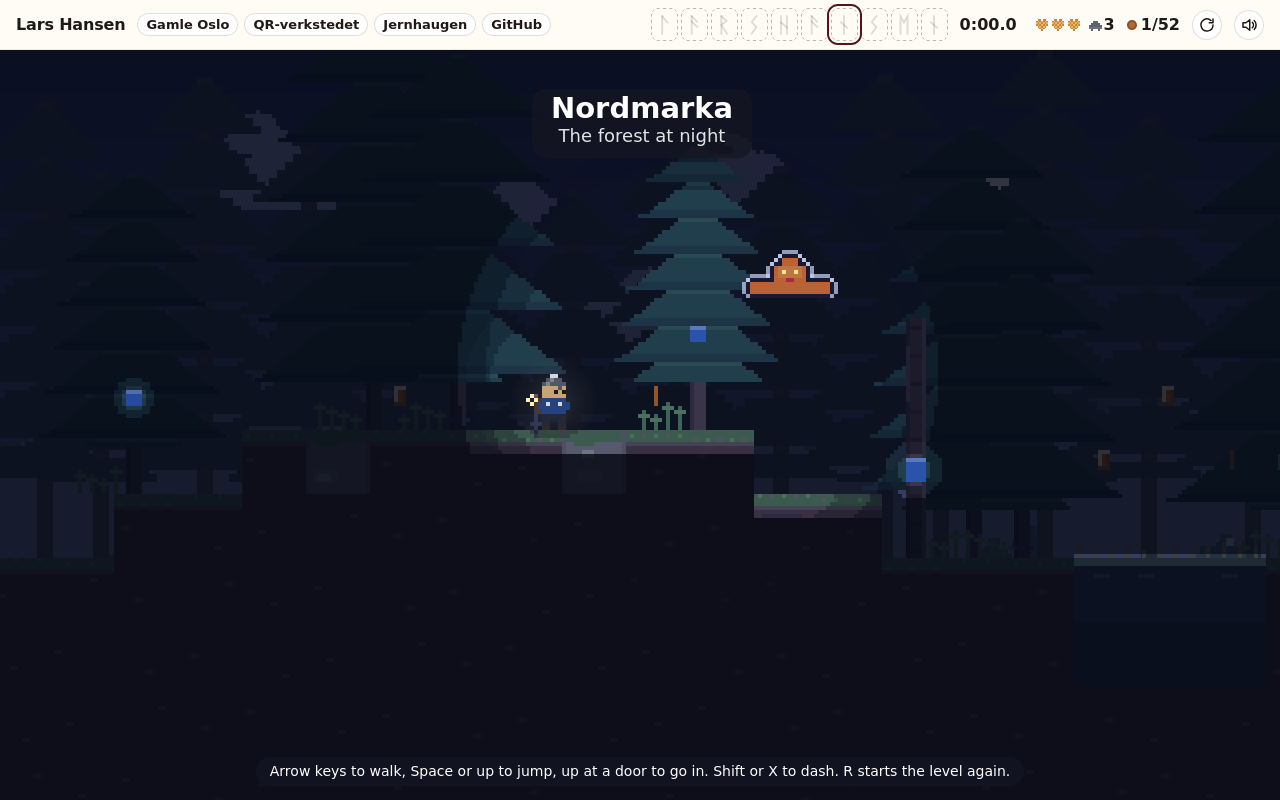 Lars Hansen Gamle Oslo QR-verkstedet Jernhaugen GitHub ᛚ ᚨ ᚱ ᛊ ᚺ ᚨ ᚾ ᛊ ᛖ ᚾ 0:00.0 3 1/52
Nordmarka
The forest at night
Arrow keys to walk, Space or up to jump, up at a door to go in. Shift or X to dash. R starts the level again.